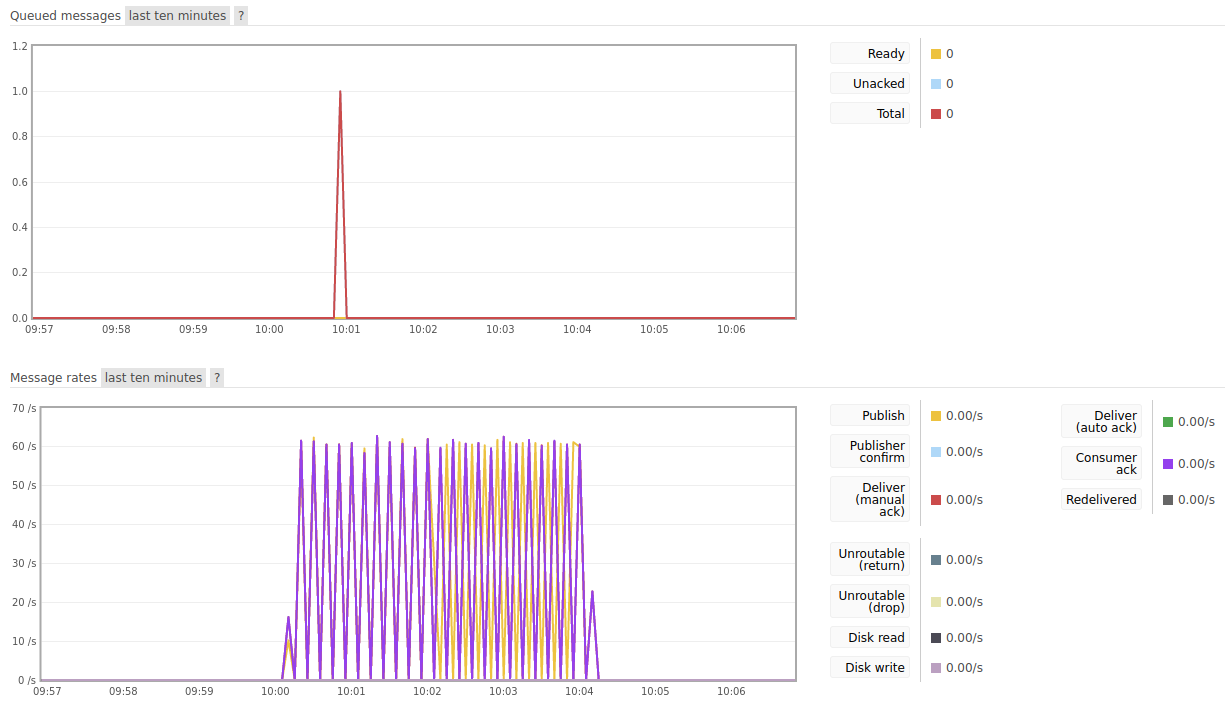 Queued messages last ten minutes ?
1.2
1.0
0.8
0.6
0.4
0.2
0.0
09:57 09:58 09:59 10:00 10:01 10:02 10:03 10:04 10:05 10:06
Ready 0
Unacked 0
Total 0
Message rates last ten minutes ?
70 /s
60 /s
50 /s
40 /s
30 /s
20 /s
10 /s
0 /s
09:57 09:58 09:59 10:00 10:01 10:02 10:03 10:04 10:05 10:06
Publish 0.00/s
Publisher
confirm 0.00/s
Deliver
(manual
ack) 0.00/s
Deliver
(auto ack) 0.00/s
Consumer
ack 0.00/s
Redelivered 0.00/s
Unroutable
(return) 0.00/s
Unroutable
(drop) 0.00/s
Disk read 0.00/s
Disk write 0.00/s